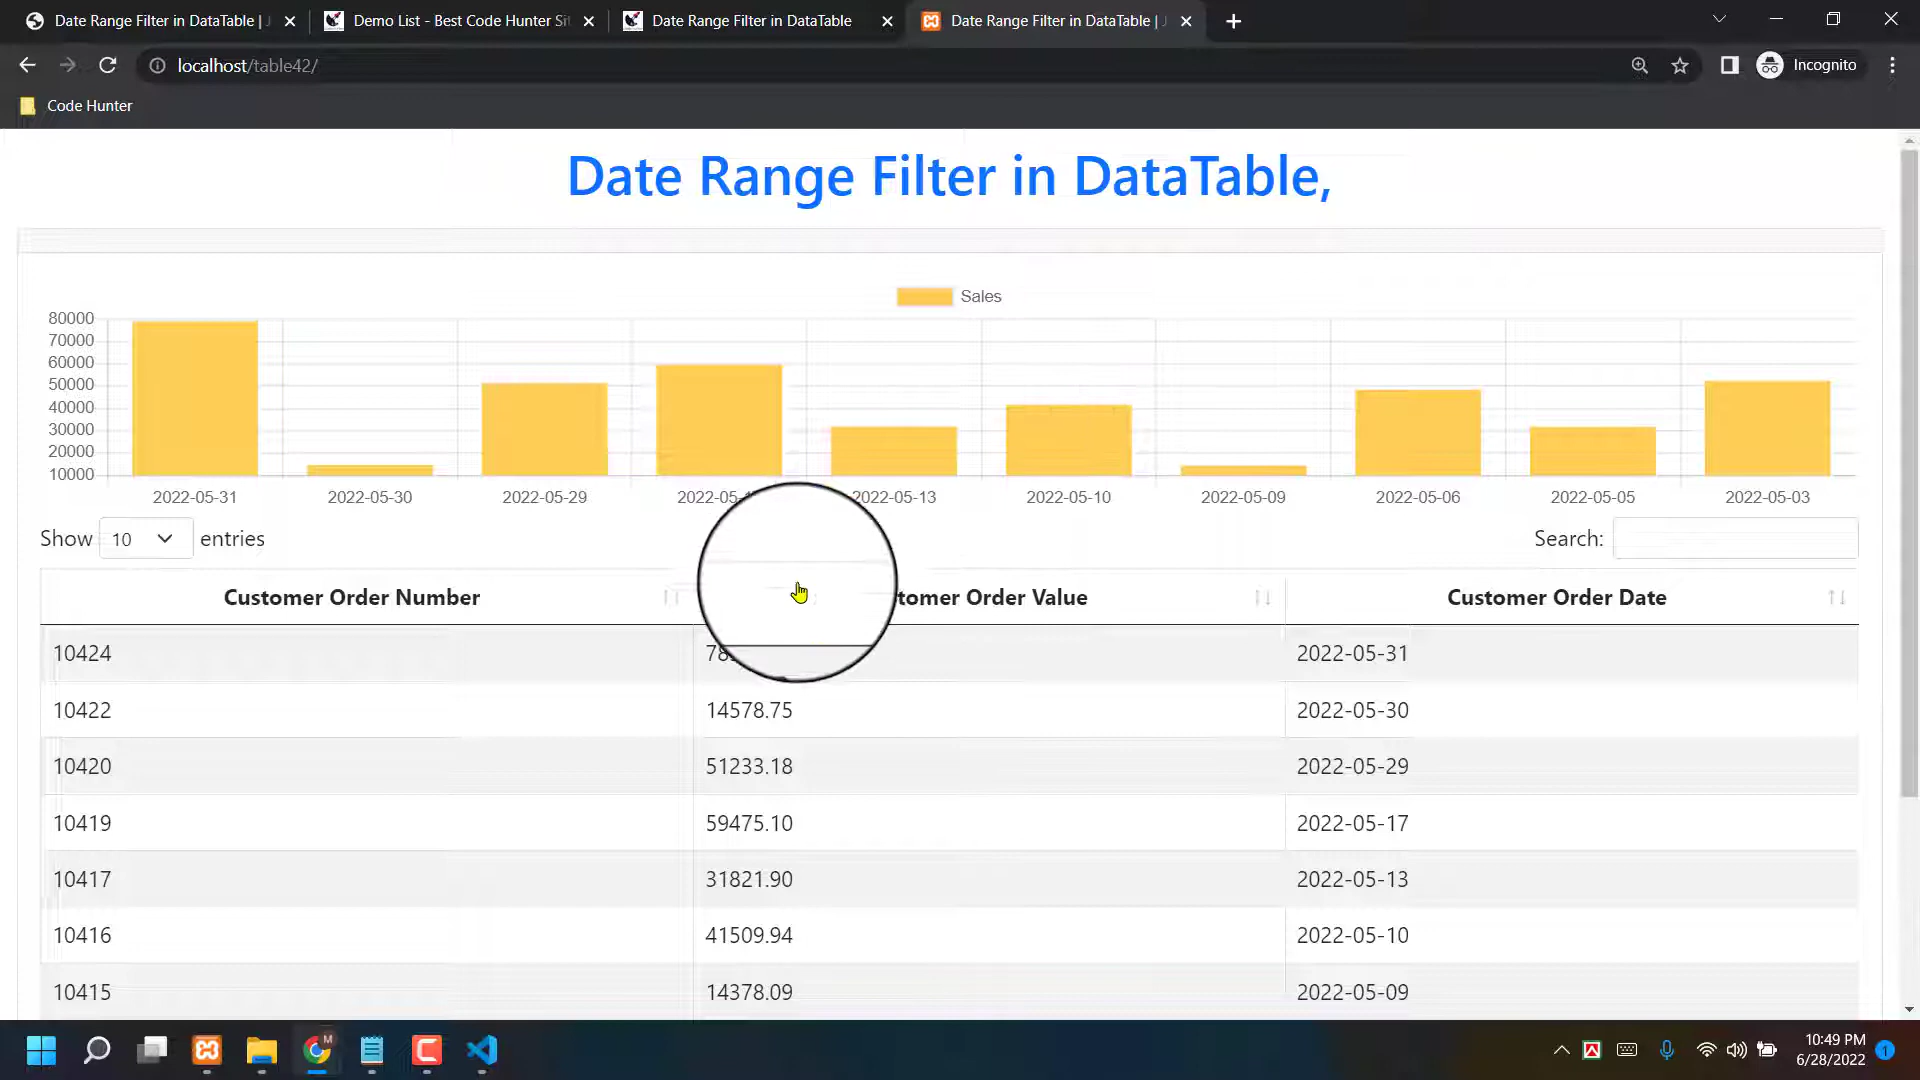 Date Range Filter in DataTable | J
Demo List - Best Code Hunter Sit
Date Range Filter in DataTable
Date Range Filter in DataTable | J
localhost/table42/
Incognito
Code Hunter
Date Range Filter in DataTable,
Sales
80000
70000
60000
50000
40000
30000
20000
10000
2022-05-31 2022-05-30 2022-05-29 2022-05- 2022-05-13 2022-05-10 2022-05-09 2022-05-06 2022-05-05 2022-05-03
Show 10 entries
Search:
Customer Order Number tomer Order Value Customer Order Date
10424 78 2022-05-31
10422 14578.75 2022-05-30
10420 51233.18 2022-05-29
10419 59475.10 2022-05-17
10417 31821.90 2022-05-13
10416 41509.94 2022-05-10
10415 14378.09 2022-05-09
M
10:49 PM
6/28/2022
1